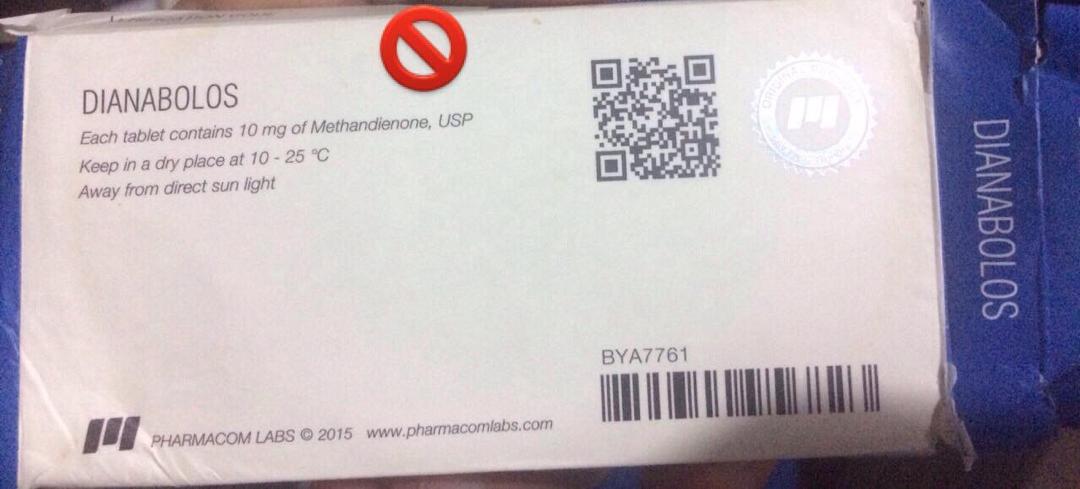 DIANABOLOS
Each tablet contains 10 mg of Methandienone, USP
Keep in a dry place at 10 - 25 °C
Away from direct sun light
BYA7761
PHARMACOM LABS © 2015 www.pharmacomlabs.com
DIANABOLOS